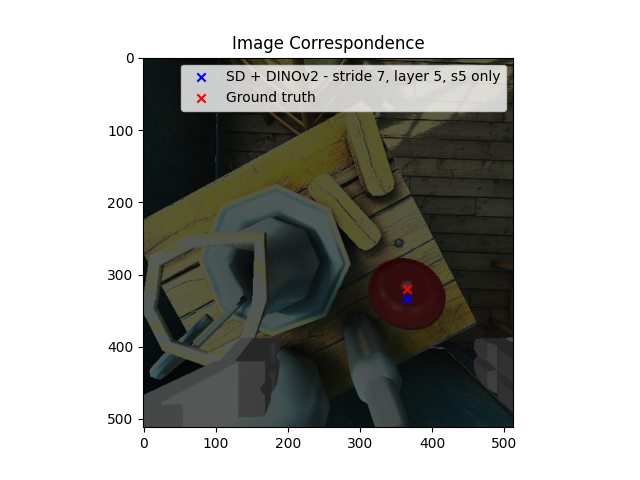 Image Correspondence
SD + DINOv2 - stride 7, layer 5, s5 only
Ground truth
0
100
200
300
400
500
0 100 200 300 400 500